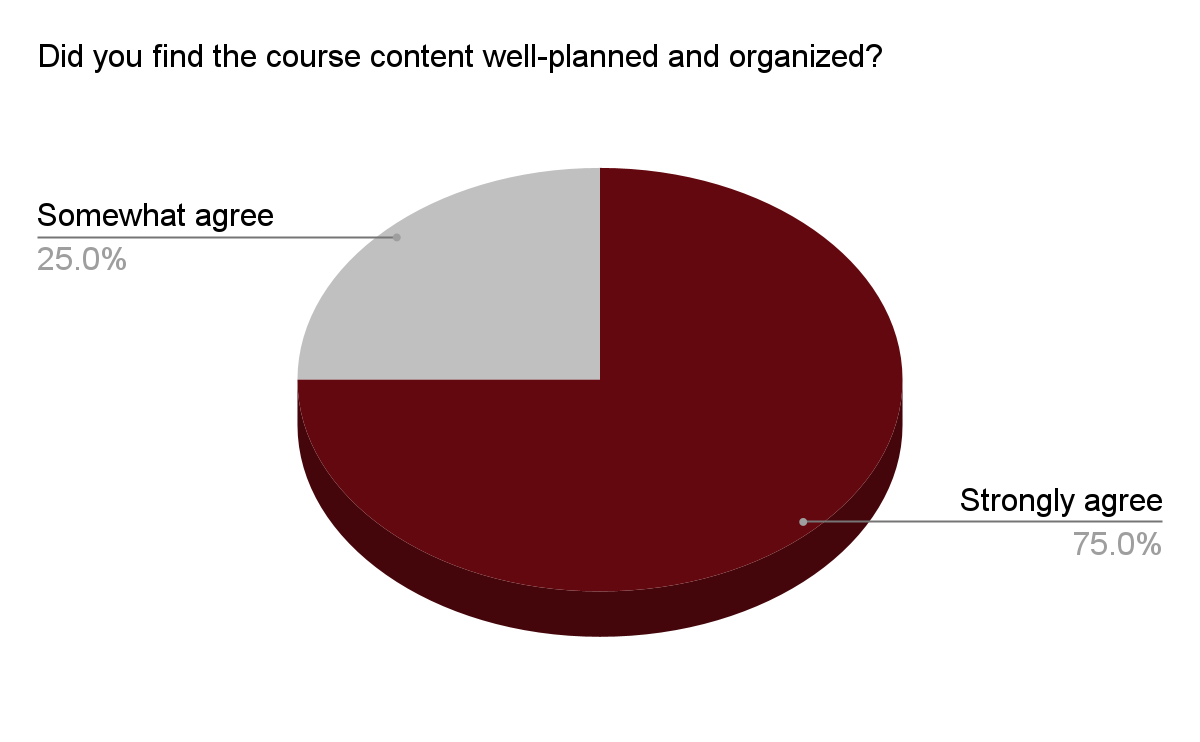 Did you find the course content well-planned and organized?
Somewhat agree
25.0%
Strongly agree
75.0%